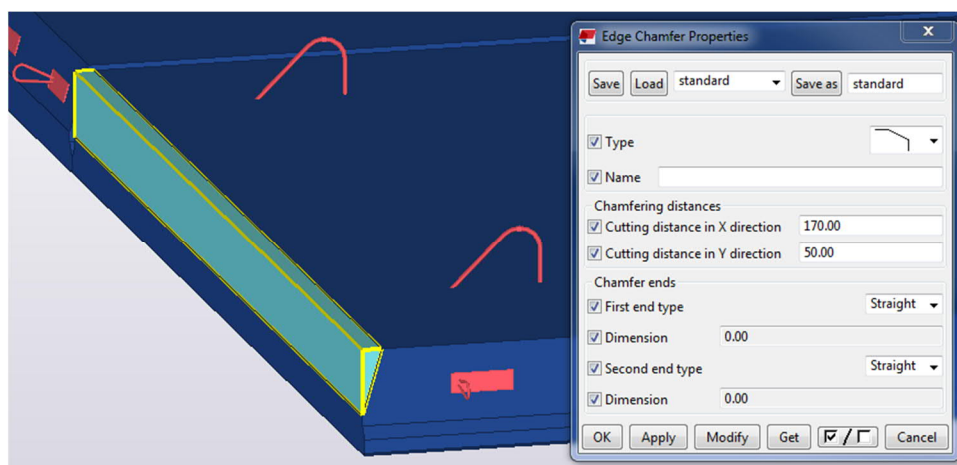 Edge Chamfer Properties
Save Load standard Save as standard
Type
Name
Chamfering distances
Cutting distance in X direction 170.00
Cutting distance in Y direction 50.00
Chamfer ends
First end type Straight
Dimension 0.00
Second end type Straight
Dimension 0.00
OK Apply Modify Get / Cancel